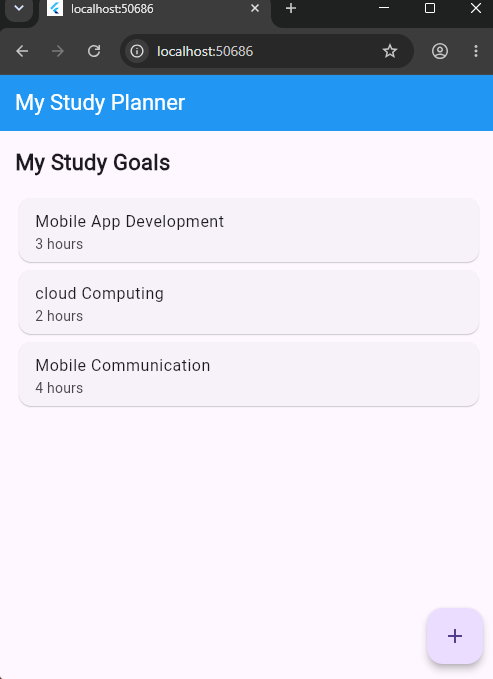 localhost:50686
localhost:50686
My Study Planner
My Study Goals
Mobile App Development
3 hours
cloud Computing
2 hours
Mobile Communication
4 hours